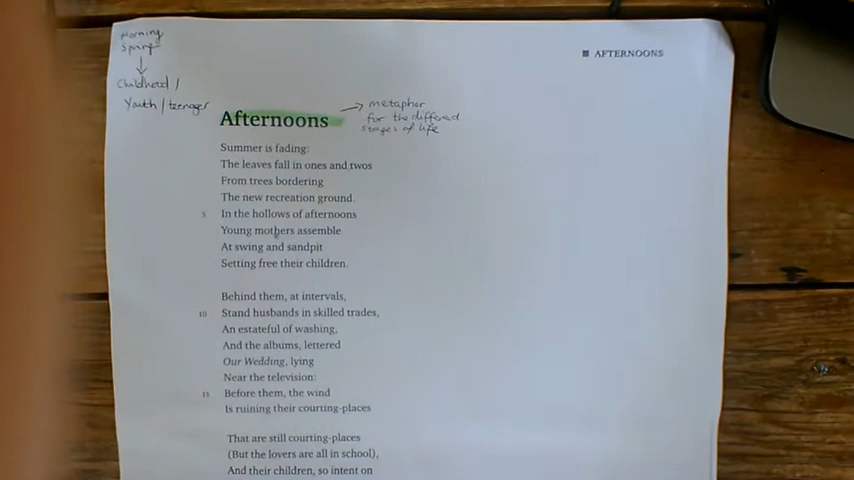 Morning
Spring
Childhood /
Youth / teenager
■ AFTERNOONS
Afternoons
metaphor
for the different
stages of life
Summer is fading:
The leaves fall in ones and twos
From trees bordering
The new recreation ground.
5 In the hollows of afternoons
Young mothers assemble
At swing and sandpit
Setting free their children.
Behind them, at intervals,
10 Stand husbands in skilled trades,
An estateful of washing,
And the albums, lettered
Our Wedding, lying
Near the television:
15 Before them, the wind
Is ruining their courting-places
That are still courting-places
(But the lovers are all in school),
And their children, so intent on